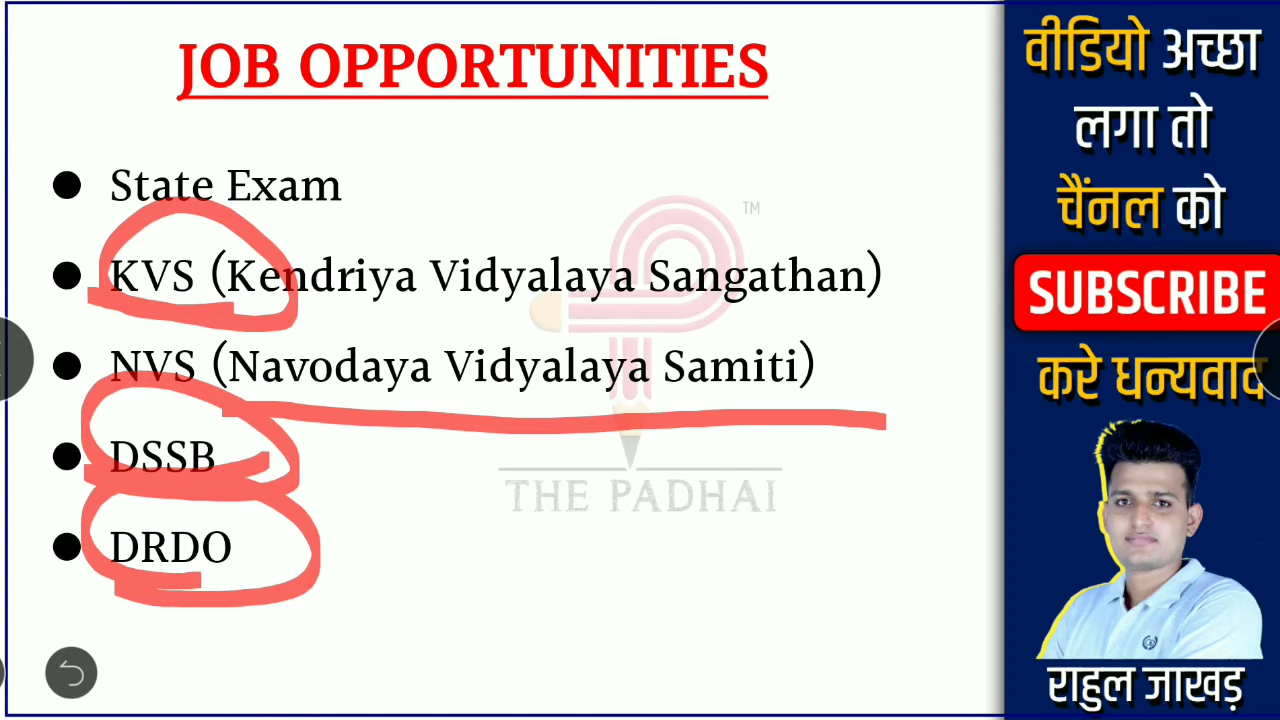 JOB OPPORTUNITIES
● State Exam
● KVS (Kendriya Vidyalaya Sangathan)
● NVS (Navodaya Vidyalaya Samiti)
● DSSB
● DRDO
TM
THE PADHAI
वीडियो अच्छा
लगा तो
चैंनल को
SUBSCRIBE
करे धन्यवाद
राहुल जाखड़